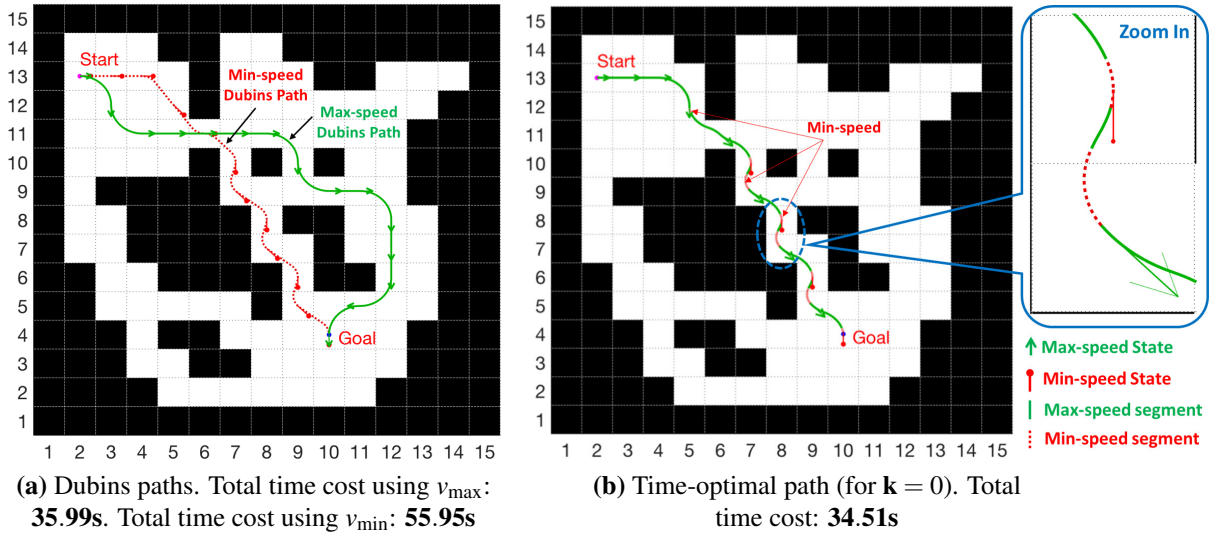 15
14
13
12
11
10
9
8
7
6
5
4
3
2
1
Start
Min-speed
Dubins Path
Max-speed
Dubins Path
Goal
1 2 3 4 5 6 7 8 9 10 11 12 13 14 15
(a) Dubins paths. Total time cost using vmax:
35.99s. Total time cost using vmin: 55.95s
15
14
13
12
11
10
9
8
7
6
5
4
3
2
1
Start
Min-speed
Goal
1 2 3 4 5 6 7 8 9 10 11 12 13 14 15
(b) Time-optimal path (for k = 0). Total
time cost: 34.51s
Zoom In
Max-speed State
Min-speed State
Max-speed segment
Min-speed segment